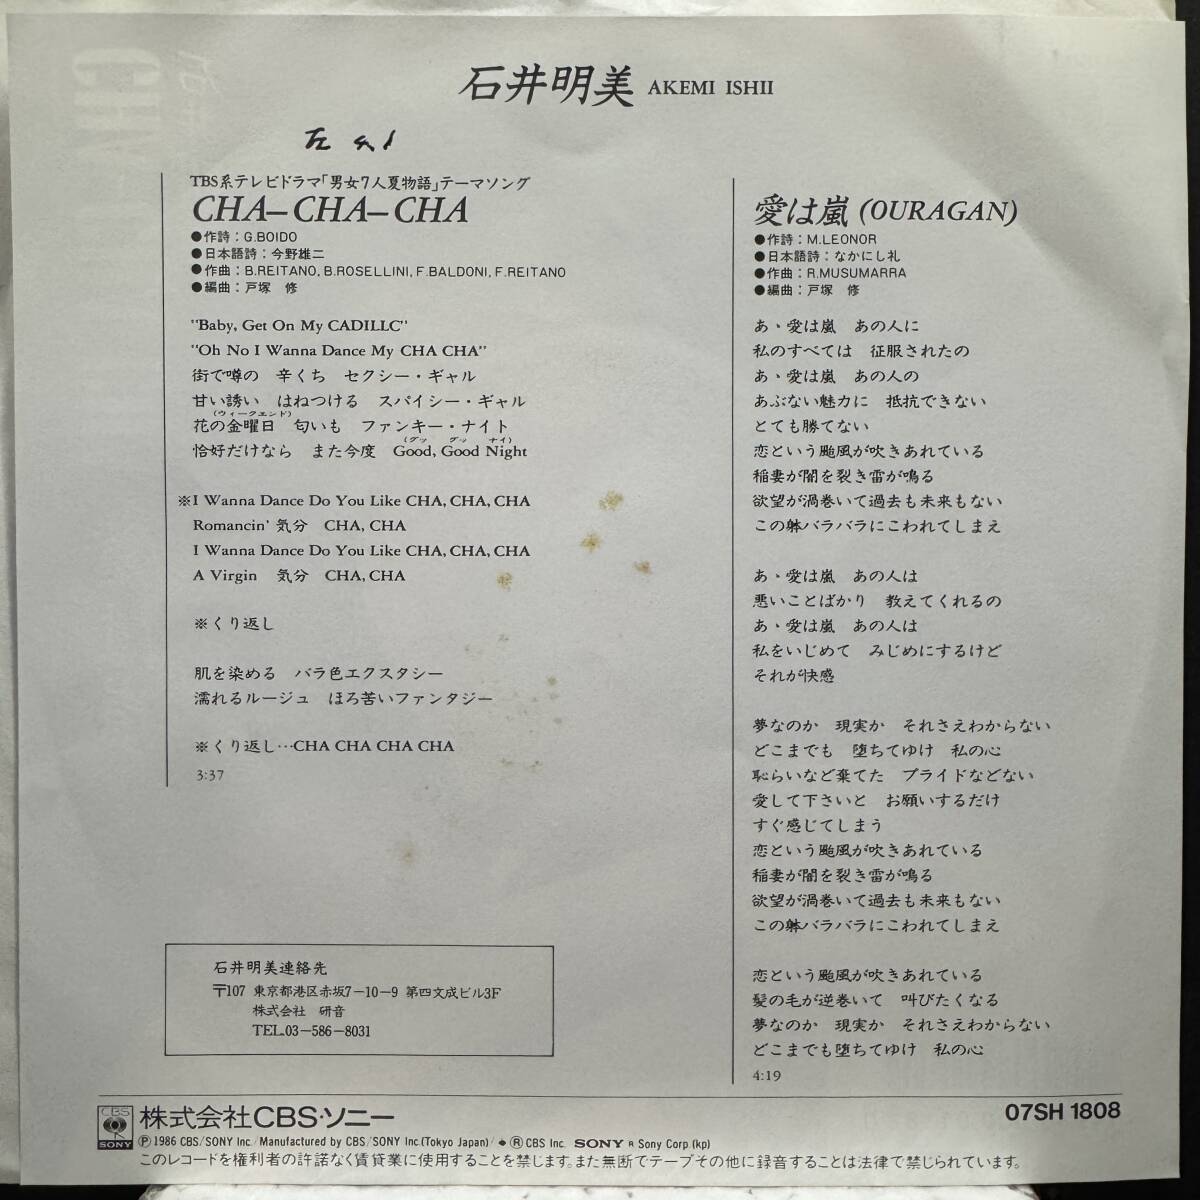 石井明美 AKEMI ISHII
TBS系テレビドラマ「男女7人夏物語」テーマソング
CHA–CHA–CHA
●作詩：G.BOIDO
●日本語詩：今野雄二
●作曲：B.REITANO, B.ROSELLINI, F.BALDONI, F.REITANO
●編曲：戸塚　修
"Baby, Get On My CADILLC"
"Oh No I Wanna Dance My CHA CHA"
街で噂の　辛くち　セクシー・ギャル
甘い誘い　はねつける　スパイシー・ギャル
(ウィークエンド)
花の金曜日　匂いも　ファンキー・ナイト
(グッ　グッ　ナイ)
恰好だけなら　また今度　Good, Good Night
※I Wanna Dance Do You Like CHA, CHA, CHA
Romancin' 気分　CHA, CHA
I Wanna Dance Do You Like CHA, CHA, CHA
A Virgin　気分　CHA, CHA
※くり返し
肌を染める　バラ色エクスタシー
濡れるルージュ　ほろ苦いファンタジー
※くり返し…CHA CHA CHA CHA
3:37
石井明美連絡先
〒107 東京都港区赤坂7−10−9 第四文成ビル3F
株式会社　研音
TEL.03−586−8031
愛は嵐 (OURAGAN)
●作詩：M.LEONOR
●日本語詩：なかにし礼
●作曲：R.MUSUMARRA
●編曲：戸塚　修
あゝ愛は嵐　あの人に
私のすべては　征服されたの
あゝ愛は嵐　あの人の
あぶない魅力に　抵抗できない
とても勝てない
恋という颱風が吹きあれている
稲妻が闇を裂き雷が鳴る
欲望が渦巻いて過去も未来もない
この躰バラバラにこわれてしまえ
あゝ愛は嵐　あの人は
悪いことばかり　教えてくれるの
あゝ愛は嵐　あの人は
私をいじめて　みじめにするけど
それが快感
夢なのか　現実か　それさえわからない
どこまでも　堕ちてゆけ　私の心
恥らいなど棄てた　プライドなどない
愛して下さいと　お願いするだけ
すぐ感じてしまう
恋という颱風が吹きあれている
稲妻が闇を裂き雷が鳴る
欲望が渦巻いて過去も未来もない
この躰バラバラにこわれてしまえ
恋という颱風が吹きあれている
髪の毛が逆巻いて　叫びたくなる
夢なのか　現実か　それさえわからない
どこまでも堕ちてゆけ　私の心
4:19
CBS SONY 株式会社CBS・ソニー
07SH 1808
Ⓟ1986 CBS/SONY Inc./Manufactured by CBS/SONY Inc.(Tokyo Japan)/ Ⓡ CBS Inc. SONY ® Sony Corp.(kp)
このレコードを権利者の許諾なく賃貸業に使用することを禁じます。また無断でテープその他に録音することは法律で禁じられています。